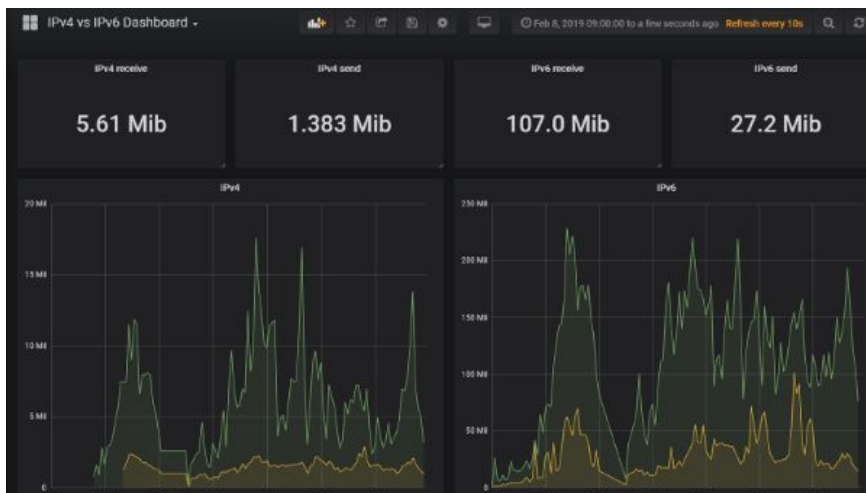 IPv4 vs IPv6 Dashboard
Feb 8, 2019 09:00:00 to a few seconds ago Refresh every 10s
IPv4 receive
IPv4 send
IPv6 receive
IPv6 send
5.61 Mib
1.383 Mib
107.0 Mib
27.2 Mib
IPv4
20 Mil
15 Mil
10 Mil
5 Mil
0
IPv6
250 Mil
200 Mil
150 Mil
100 Mil
50 Mil
0